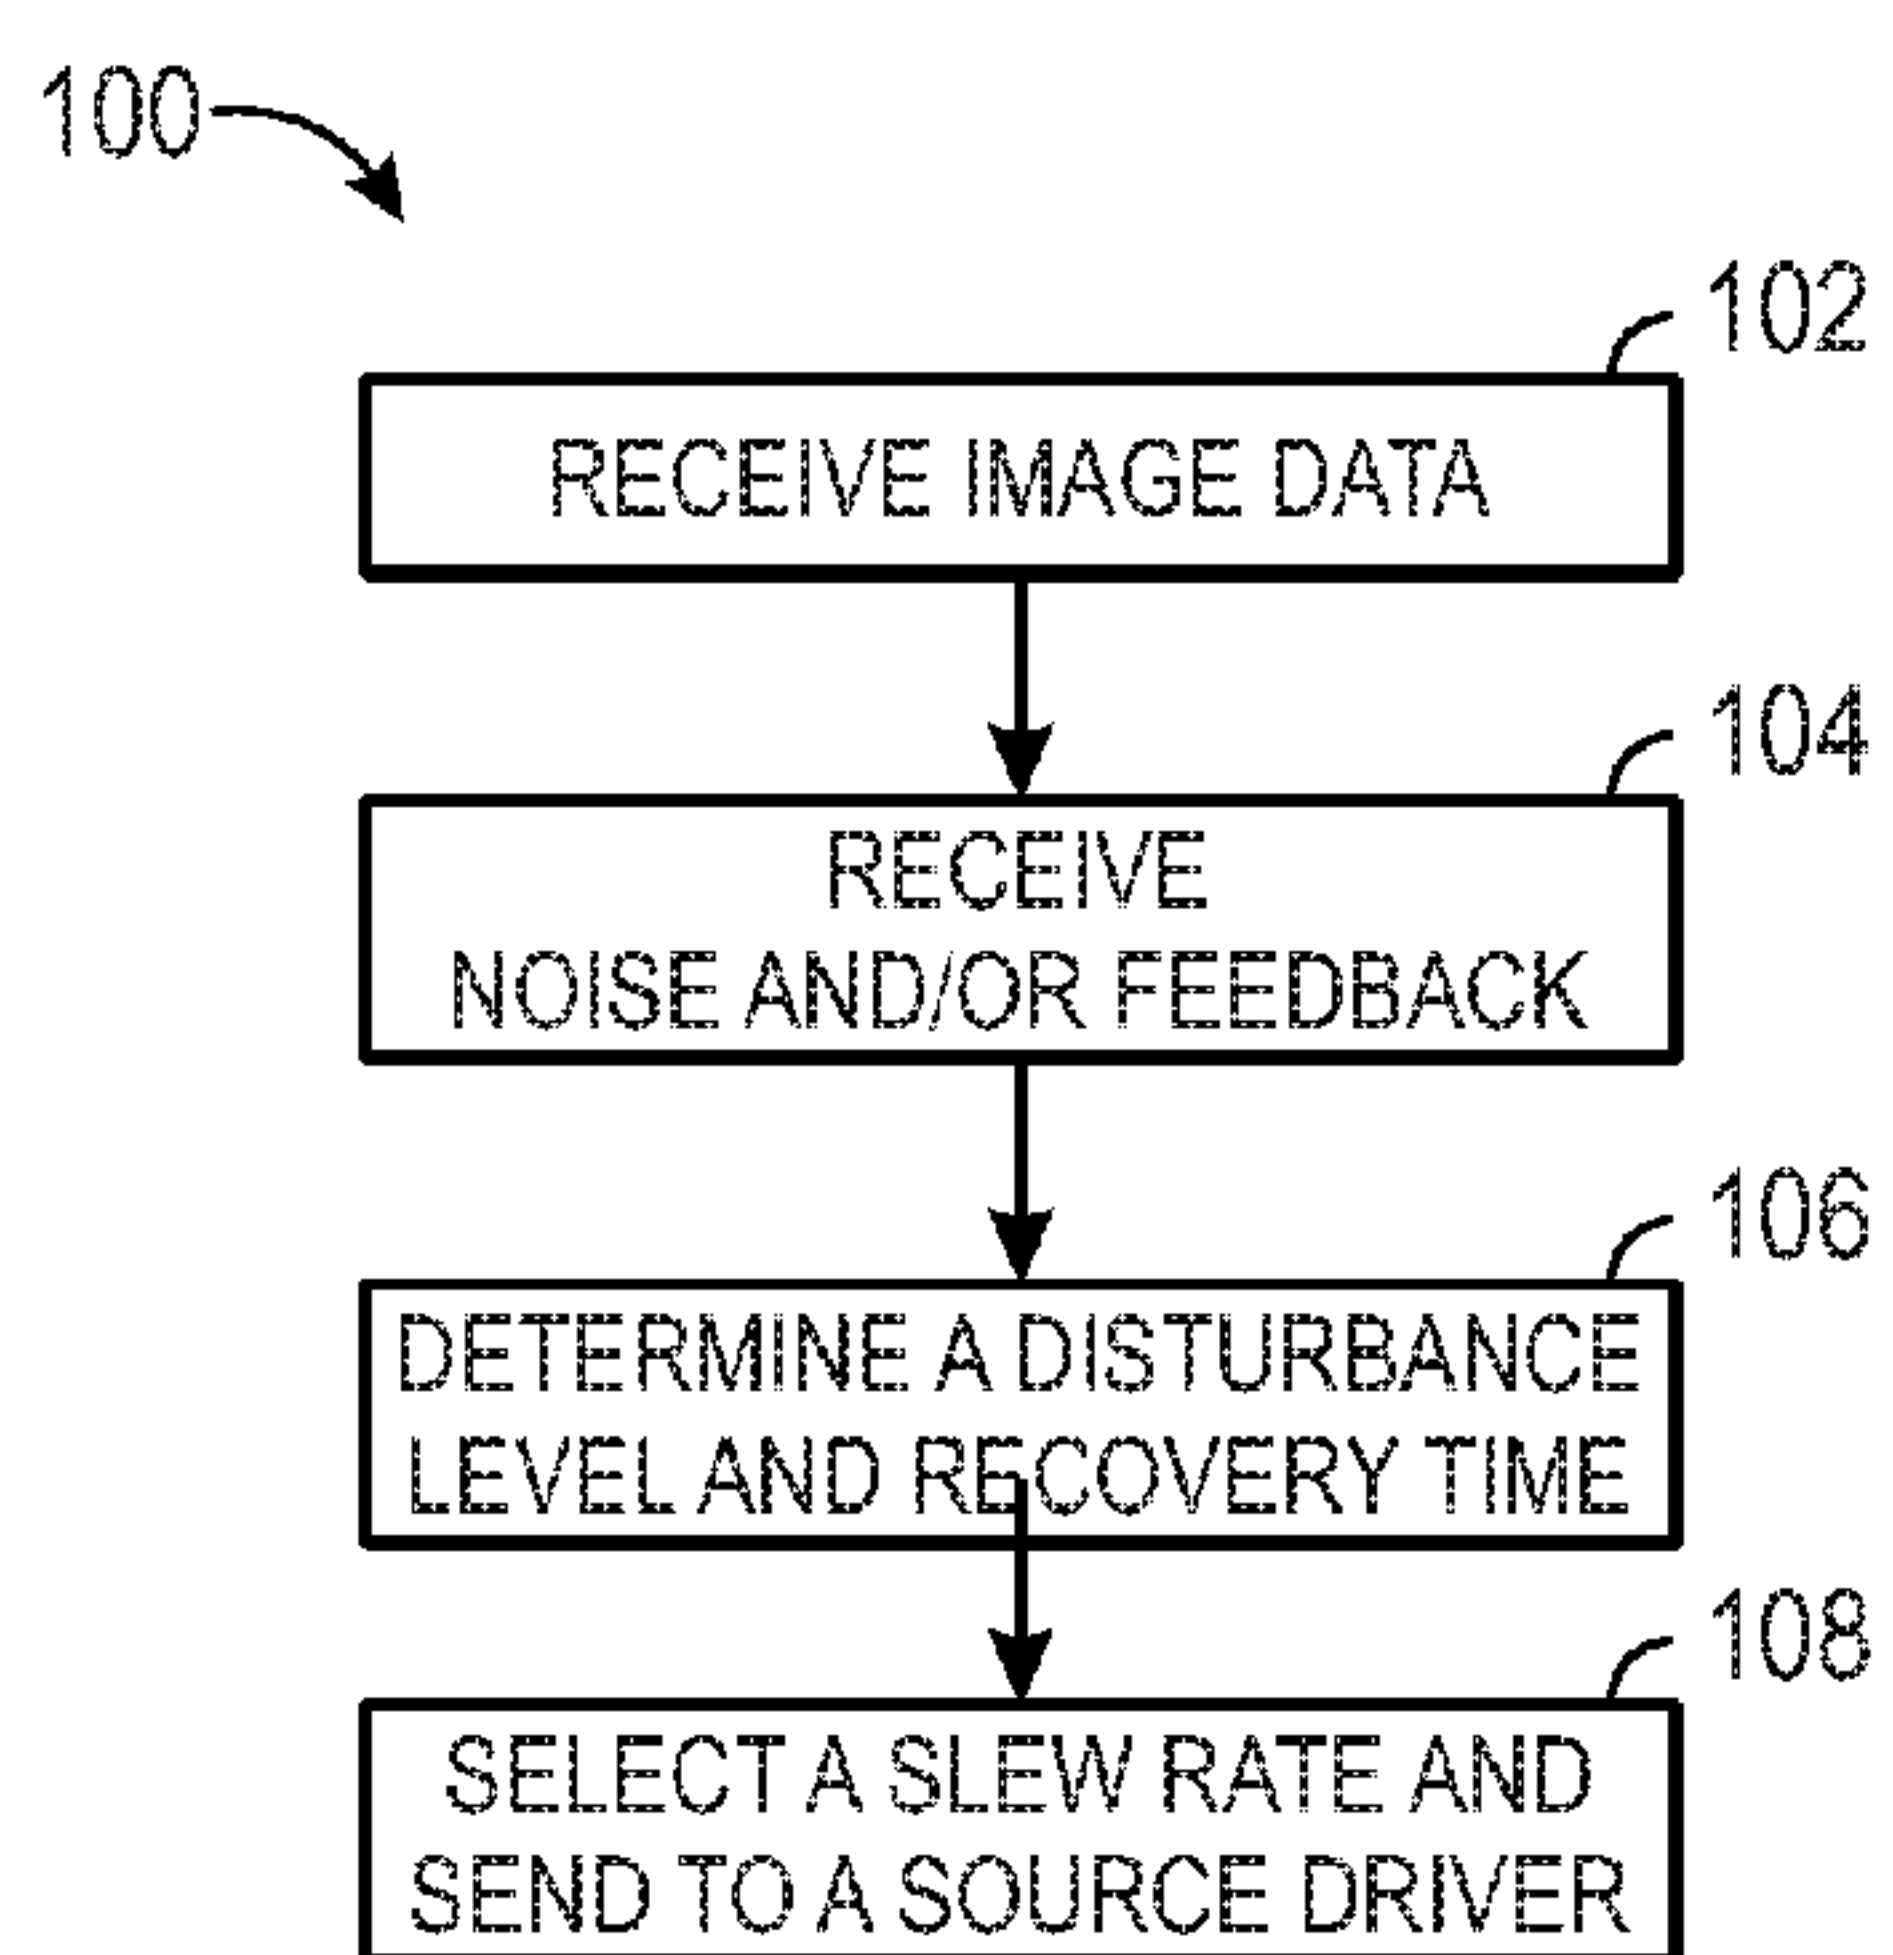 100
102
RECEIVE IMAGE DATA
104
RECEIVE
NOISE AND/OR FEEDBACK
106
DETERMINE A DISTURBANCE
LEVEL AND RECOVERY TIME
108
SELECT A SLEW RATE AND
SEND TO A SOURCE DRIVER